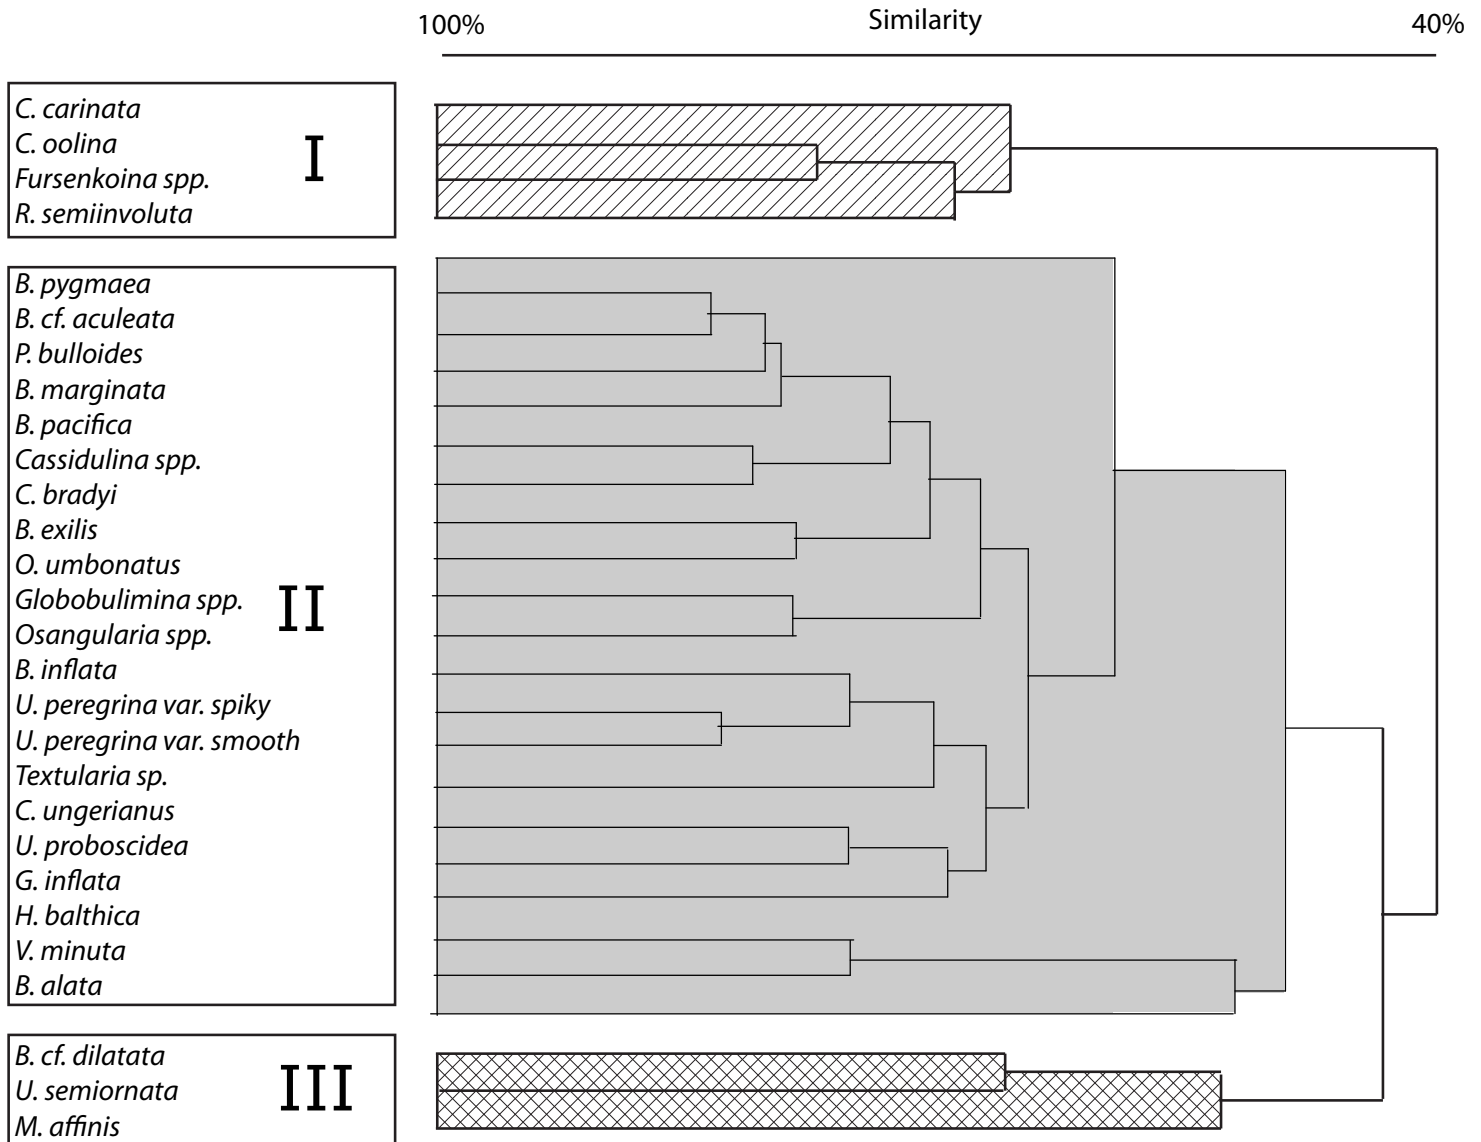 100% Similarity 40%
C. carinata
C. oolina
Fursenkoina spp.
R. semiinvoluta
I
B. pygmaea
B. cf. aculeata
P. bulloides
B. marginata
B. pacifica
Cassidulina spp.
C. bradyi
B. exilis
O. umbonatus
Globobulimina spp.
Osangularia spp.
B. inflata
U. peregrina var. spiky
U. peregrina var. smooth
Textularia sp.
C. ungerianus
U. proboscidea
G. inflata
H. balthica
V. minuta
B. alata
II
B. cf. dilatata
U. semiornata
M. affinis
III